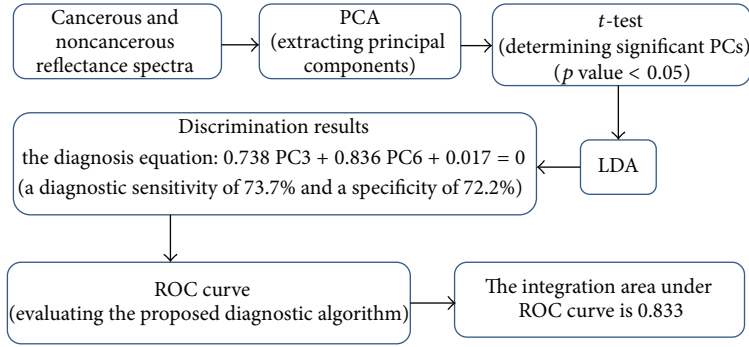 Cancerous and
noncancerous
reflectance spectra
PCA
(extracting principal
components)
t-test
(determining significant PCs)
(p value < 0.05)
LDA
Discrimination results
the diagnosis equation: 0.738 PC3 + 0.836 PC6 + 0.017 = 0
(a diagnostic sensitivity of 73.7% and a specificity of 72.2%)
ROC curve
(evaluating the proposed diagnostic algorithm)
The integration area under
ROC curve is 0.833